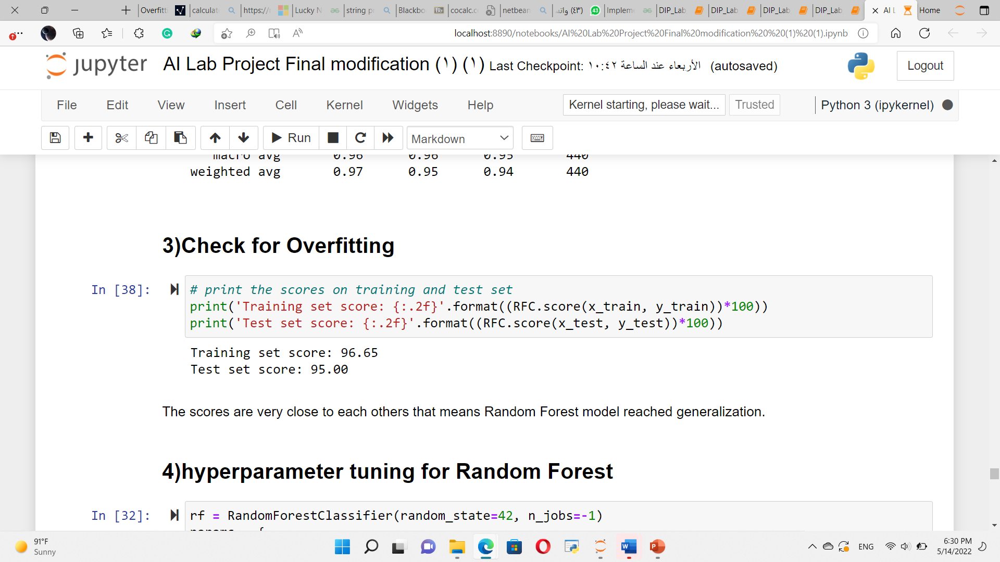 Overfitt
calculat
https://
Lucky N
string p
Blackbo
cocalc.c
netbean
(٤٣) واتس
43
Implem
DIP_Lab
DIP_Lab
DIP_Lab
DIP_Lab
AI L
Home
localhost:8890/notebooks/AI%20Lab%20Project%20Final%20modification%20%20(1)%20(1).ipynb
jupyter AI Lab Project Final modification (١) (١) Last Checkpoint: الأربعاء عند الساعة ١٠:٤٢ (autosaved)
Logout
File Edit View Insert Cell Kernel Widgets Help
Kernel starting, please wait... Trusted Python 3 (ipykernel)
Run Markdown
macro avg 0.96 0.96 0.95 440
weighted avg 0.97 0.95 0.94 440
3)Check for Overfitting
In [38]: # print the scores on training and test set
print('Training set score: {:.2f}'.format((RFC.score(x_train, y_train))*100))
print('Test set score: {:.2f}'.format((RFC.score(x_test, y_test))*100))
Training set score: 96.65
Test set score: 95.00
The scores are very close to each others that means Random Forest model reached generalization.
4)hyperparameter tuning for Random Forest
In [32]: rf = RandomForestClassifier(random_state=42, n_jobs=-1)
91°F
Sunny
ENG
6:30 PM
5/14/2022